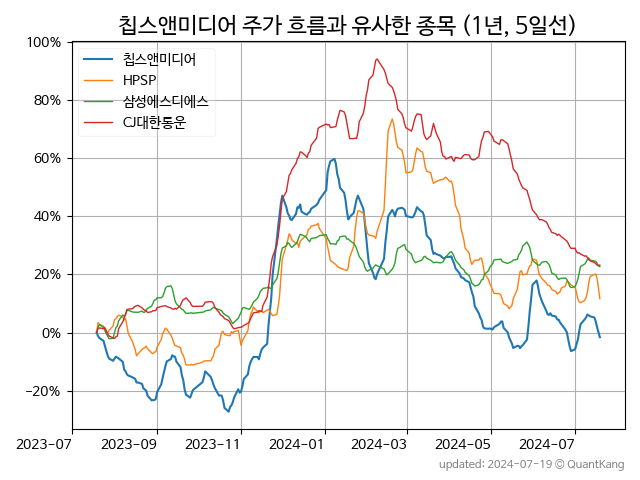 칩스앤미디어 주가 흐름과 유사한 종목 (1년, 5일선)
100%
80%
60%
40%
20%
0%
−20%
칩스앤미디어
HPSP
삼성에스디에스
CJ대한통운
2023-07
2023-09
2023-11
2024-01
2024-03
2024-05
2024-07
updated: 2024-07-19 © QuantKang